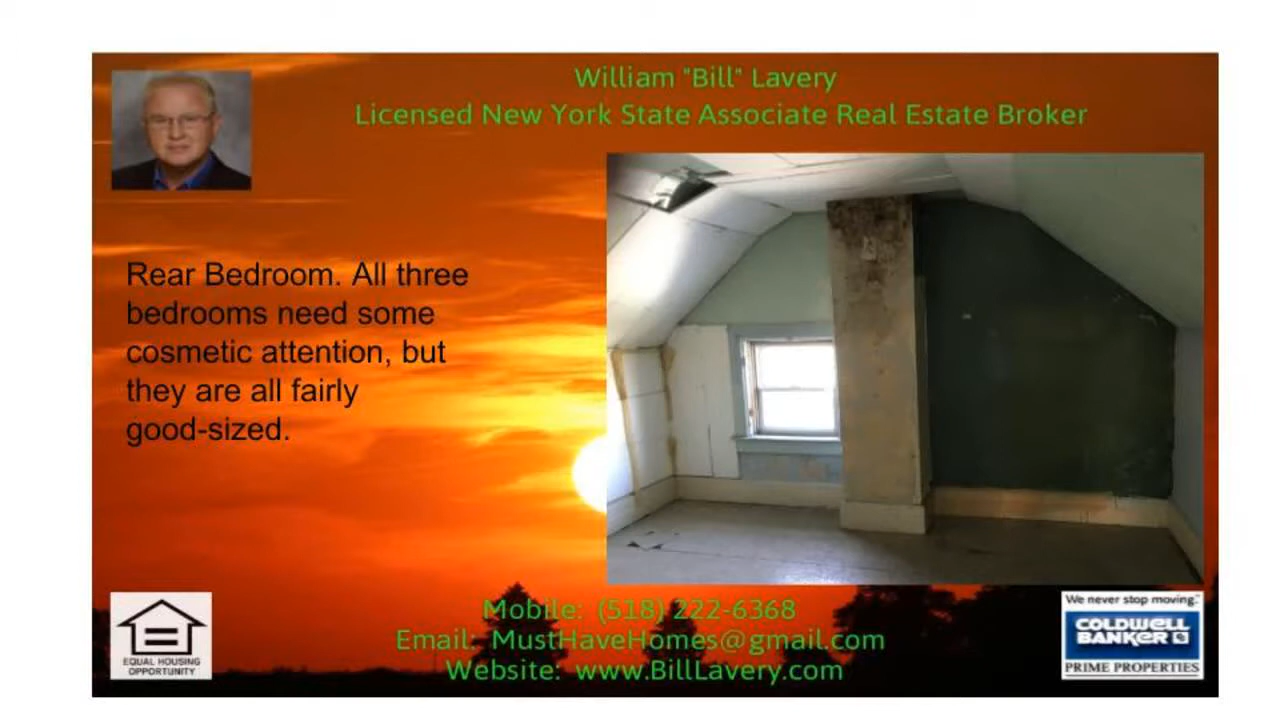 William "Bill" Lavery
Licensed New York State Associate Real Estate Broker
Rear Bedroom. All three
bedrooms need some
cosmetic attention, but
they are all fairly
good-sized.
Mobile: (518) 222-6368
Email: MustHaveHomes@gmail.com
Website: www.BillLavery.com
EQUAL HOUSING
OPPORTUNITY
We never stop moving.™
COLDWELL
BANKER
PRIME PROPERTIES